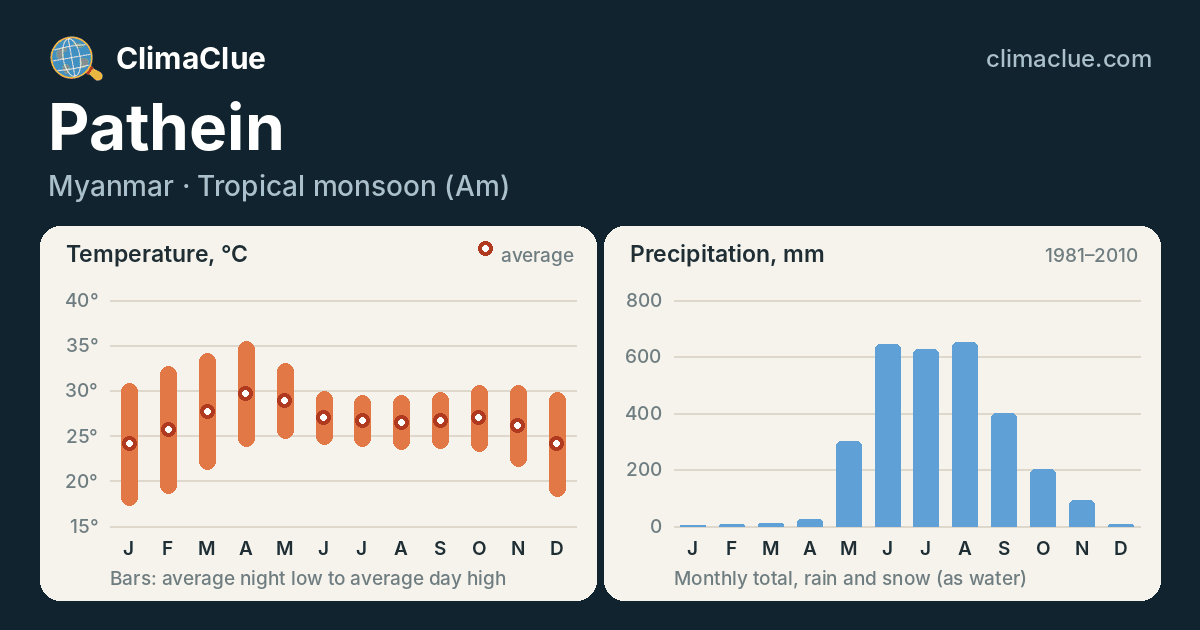 ClimaClue
climaclue.com
Pathein
Myanmar · Tropical monsoon (Am)
Temperature, °C
average
40°
35°
30°
25°
20°
15°
J F M A M J J A S O N D
Bars: average night low to average day high
Precipitation, mm
1981–2010
800
600
400
200
0
J F M A M J J A S O N D
Monthly total, rain and snow (as water)